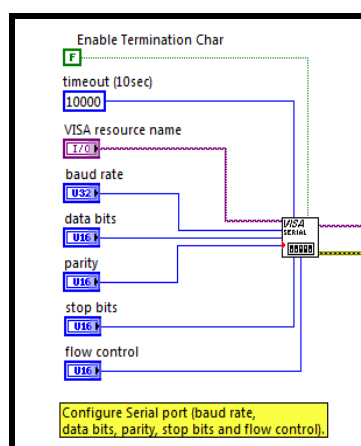 Enable Termination Char
F
timeout (10sec)
10000
VISA resource name
I/O
baud rate
U32
data bits
U16
VISA
SERIAL
parity
U16
stop bits
U16
flow control
U16
Configure Serial port (baud rate,
data bits, parity, stop bits and flow control).